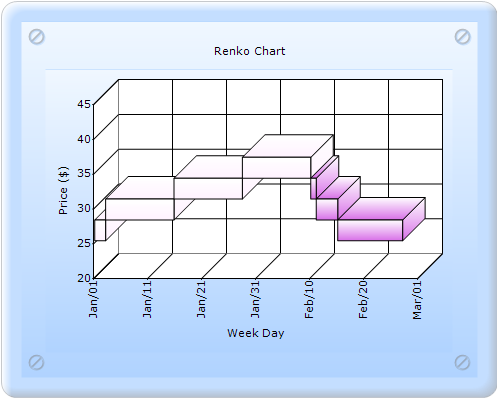 Renko Chart
45
40
35
30
25
20
Price ($)
Jan/01
Jan/11
Jan/21
Jan/31
Feb/10
Feb/20
Mar/01
Week Day